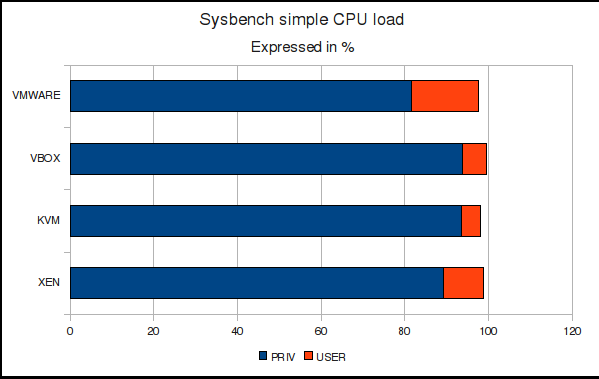 Sysbench simple CPU load
Expressed in %
VMWARE
VBOX
KVM
XEN
0 20 40 60 80 100 120
PRIV USER